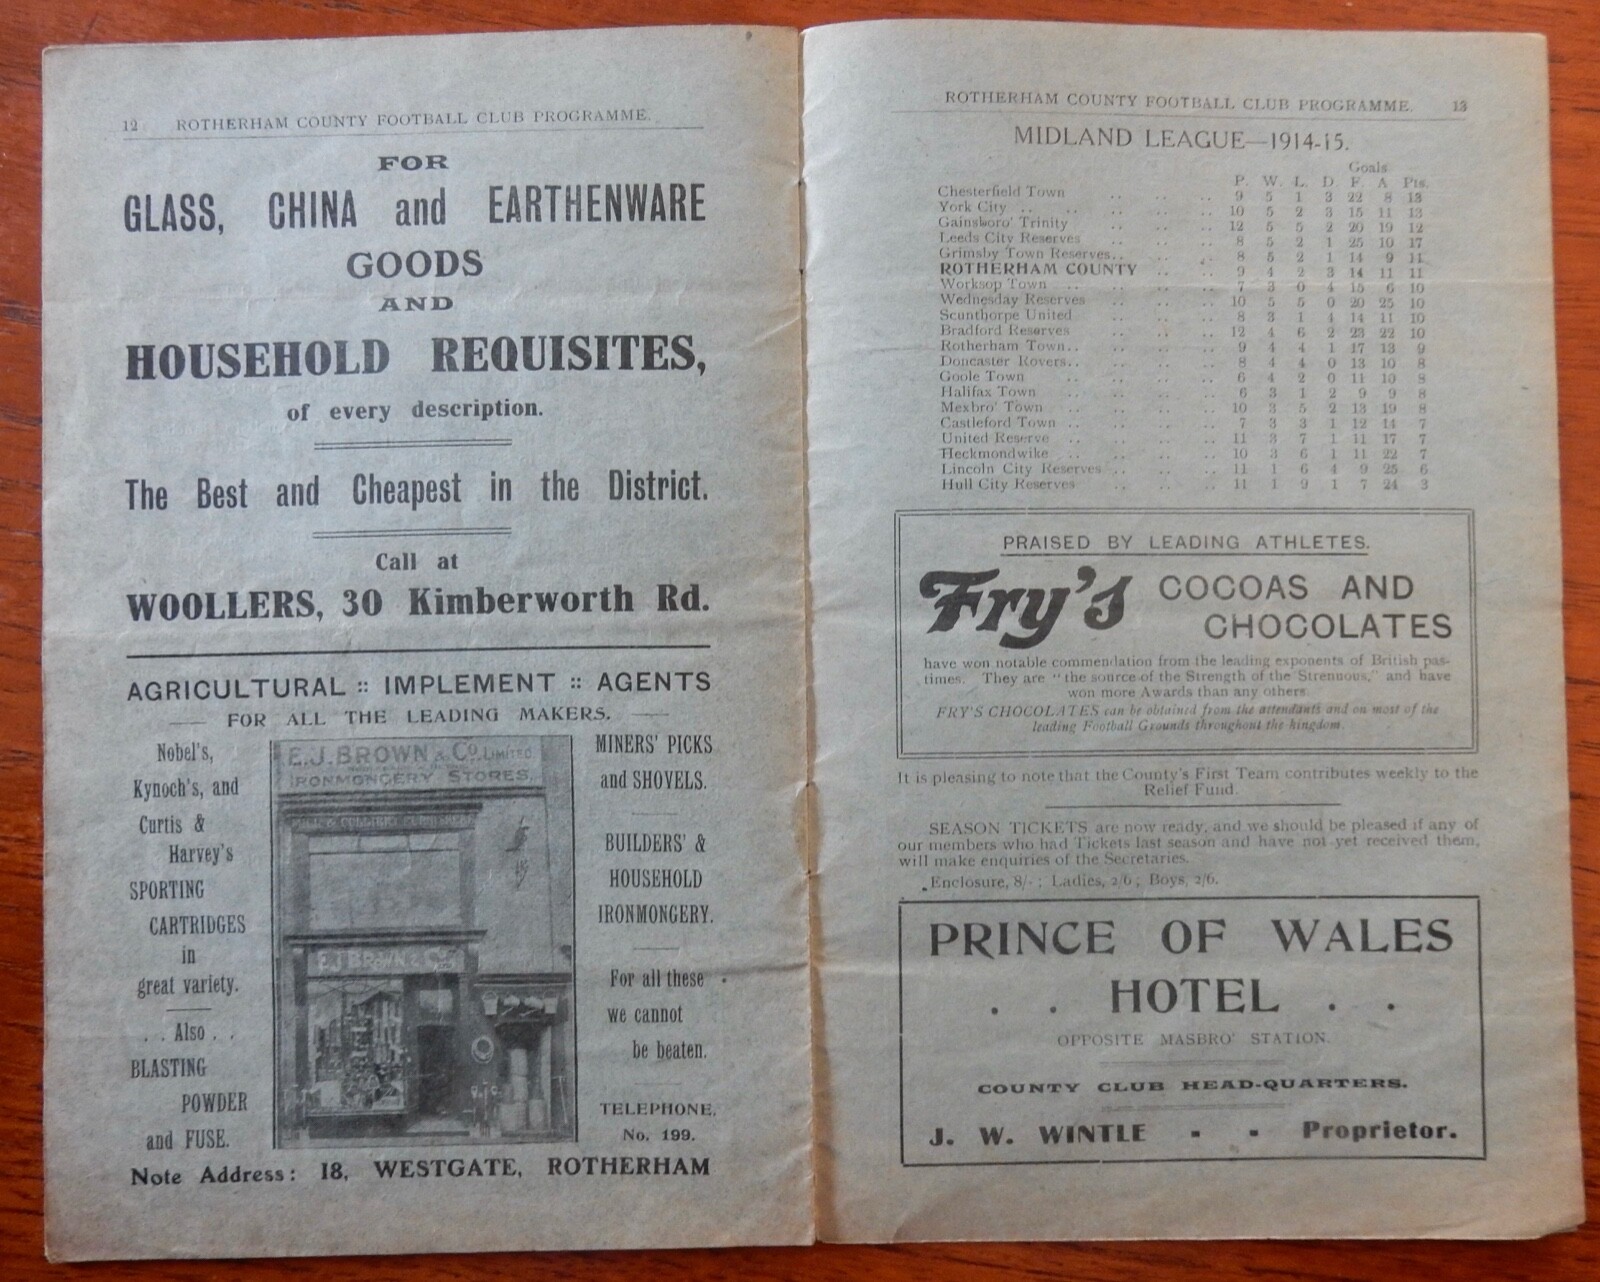 12 ROTHERHAM COUNTY FOOTBALL CLUB PROGRAMME.
FOR
GLASS, CHINA and EARTHENWARE
GOODS
AND
HOUSEHOLD REQUISITES,
of every description.
The Best and Cheapest in the District.
Call at
WOOLLERS, 30 Kimberworth Rd.
AGRICULTURAL :: IMPLEMENT :: AGENTS
FOR ALL THE LEADING MAKERS.
Nobel's,
Kynoch's, and
Curtis &
Harvey's
SPORTING
CARTRIDGES
in
great variety.
. . Also . .
BLASTING
POWDER
and FUSE.
E.J. BROWN & Co. LIMITED
IRONMONGERY STORES.
E.J BROWN & Co
MINERS' PICKS
and SHOVELS.
BUILDERS' &
HOUSEHOLD
IRONMONGERY.
For all these
we cannot
be beaten.
TELEPHONE,
No. 199.
Note Address: 18, WESTGATE, ROTHERHAM
ROTHERHAM COUNTY FOOTBALL CLUB PROGRAMME. 13
MIDLAND LEAGUE—1914-15.
Goals
P. W. L. D. F. A Pts.
Chesterfield Town .. .. .. 9 5 1 3 22 8 13
York City .. .. .. .. 10 5 2 3 15 11 13
Gainsboro' Trinity .. .. .. 12 5 5 2 20 19 12
Leeds City Reserves .. .. .. 8 5 2 1 25 10 17
Grimsby Town Reserves.. .. .. 8 5 2 1 14 9 11
ROTHERHAM COUNTY .. .. 9 4 2 3 14 11 11
Worksop Town .. .. .. .. 7 3 0 4 15 6 10
Wednesday Reserves .. .. .. 10 5 5 0 20 25 10
Scunthorpe United .. .. .. 8 3 1 4 14 11 10
Bradford Reserves .. .. .. 12 4 6 2 23 22 10
Rotherham Town.. .. .. .. 9 4 4 1 17 13 9
Doncaster Rovers.. .. .. .. 8 4 4 0 13 10 8
Goole Town .. .. .. .. 6 4 2 0 11 10 8
Halifax Town .. .. .. .. 6 3 1 2 9 9 8
Mexbro' Town .. .. .. .. 10 3 5 2 13 19 8
Castleford Town .. .. .. .. 7 3 3 1 12 14 7
United Reserve .. .. .. .. 11 3 7 1 11 17 7
Heckmondwike .. .. .. .. 10 3 6 1 11 22 7
Lincoln City Reserves .. .. .. 11 1 6 4 9 25 6
Hull City Reserves .. .. .. 11 1 9 1 7 24 3
PRAISED BY LEADING ATHLETES.
Fry's COCOAS AND
CHOCOLATES
have won notable commendation from the leading exponents of British pas-
times. They are "the source of the Strength of the Strenuous," and have
won more Awards than any others.
FRY'S CHOCOLATES can be obtained from the attendants and on most of the
leading Football Grounds throughout the kingdom.
It is pleasing to note that the County's First Team contributes weekly to the
Relief Fund.
SEASON TICKETS are now ready, and we should be pleased if any of
our members who had Tickets last season and have not yet received them,
will make enquiries of the Secretaries.
Enclosure, 8/- ; Ladies, 2/6 ; Boys, 2/6.
PRINCE OF WALES
. . HOTEL . .
OPPOSITE MASBRO' STATION.
COUNTY CLUB HEAD-QUARTERS.
J. W. WINTLE - - Proprietor.